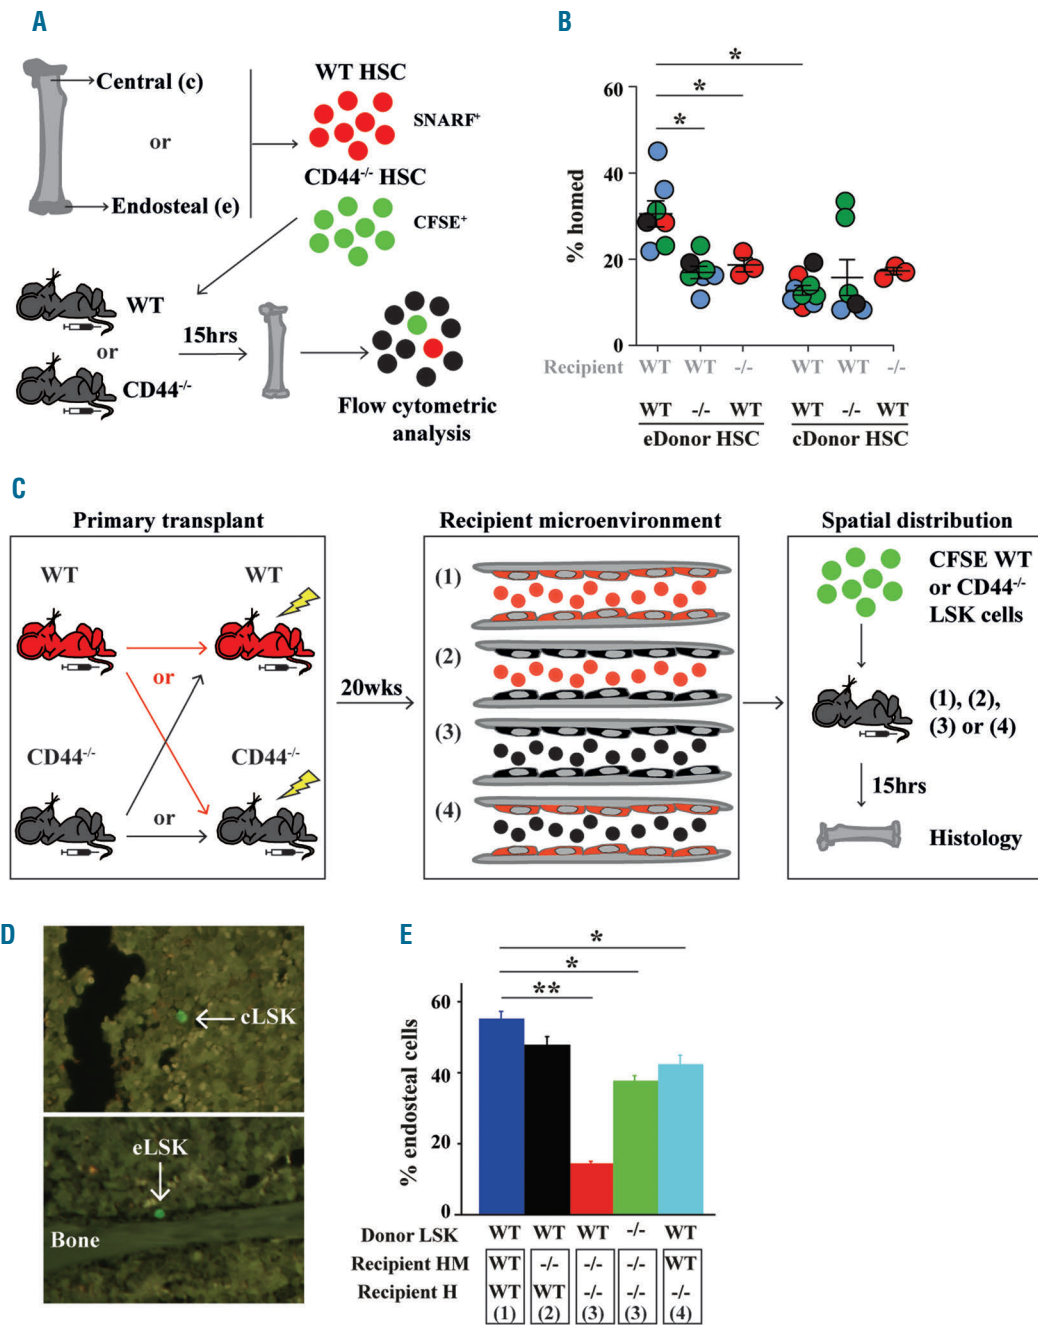 A
Central (c)
or
Endosteal (e)
WT HSC
SNARF+
CD44-/- HSC
CFSE+
WT
or
CD44-/-
15hrs
Flow cytometric
analysis
B
% homed
60
40
20
0
* * *
Recipient WT WT -/- WT WT -/-
WT -/- WT WT -/- WT
eDonor HSC cDonor HSC
C
Primary transplant
WT WT
or
CD44-/- CD44-/-
or
20wks
Recipient microenvironment
(1)
(2)
(3)
(4)
Spatial distribution
CFSE WT
or CD44-/-
LSK cells
(1), (2),
(3) or (4)
15hrs
Histology
D
cLSK
eLSK
Bone
E
% endosteal cells
60
40
20
0
*
*
**
Donor LSK WT WT WT -/- WT
Recipient HM WT -/- -/- -/- WT
Recipient H WT WT -/- -/- -/-
(1) (2) (3) (3) (4)